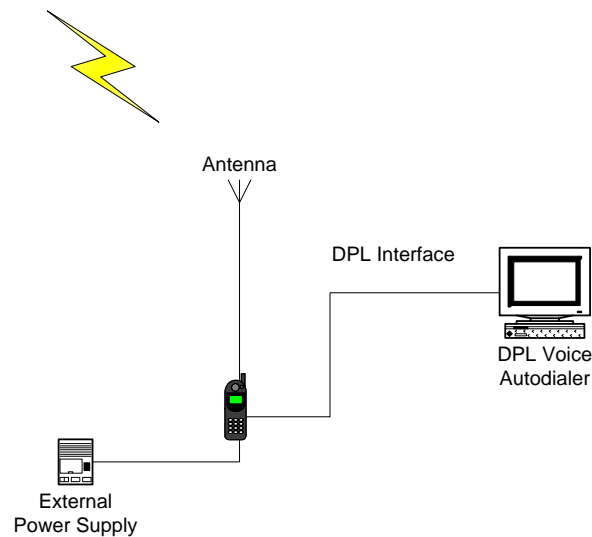 Antenna
DPL Interface
DPL Voice
Autodialer
External
Power Supply